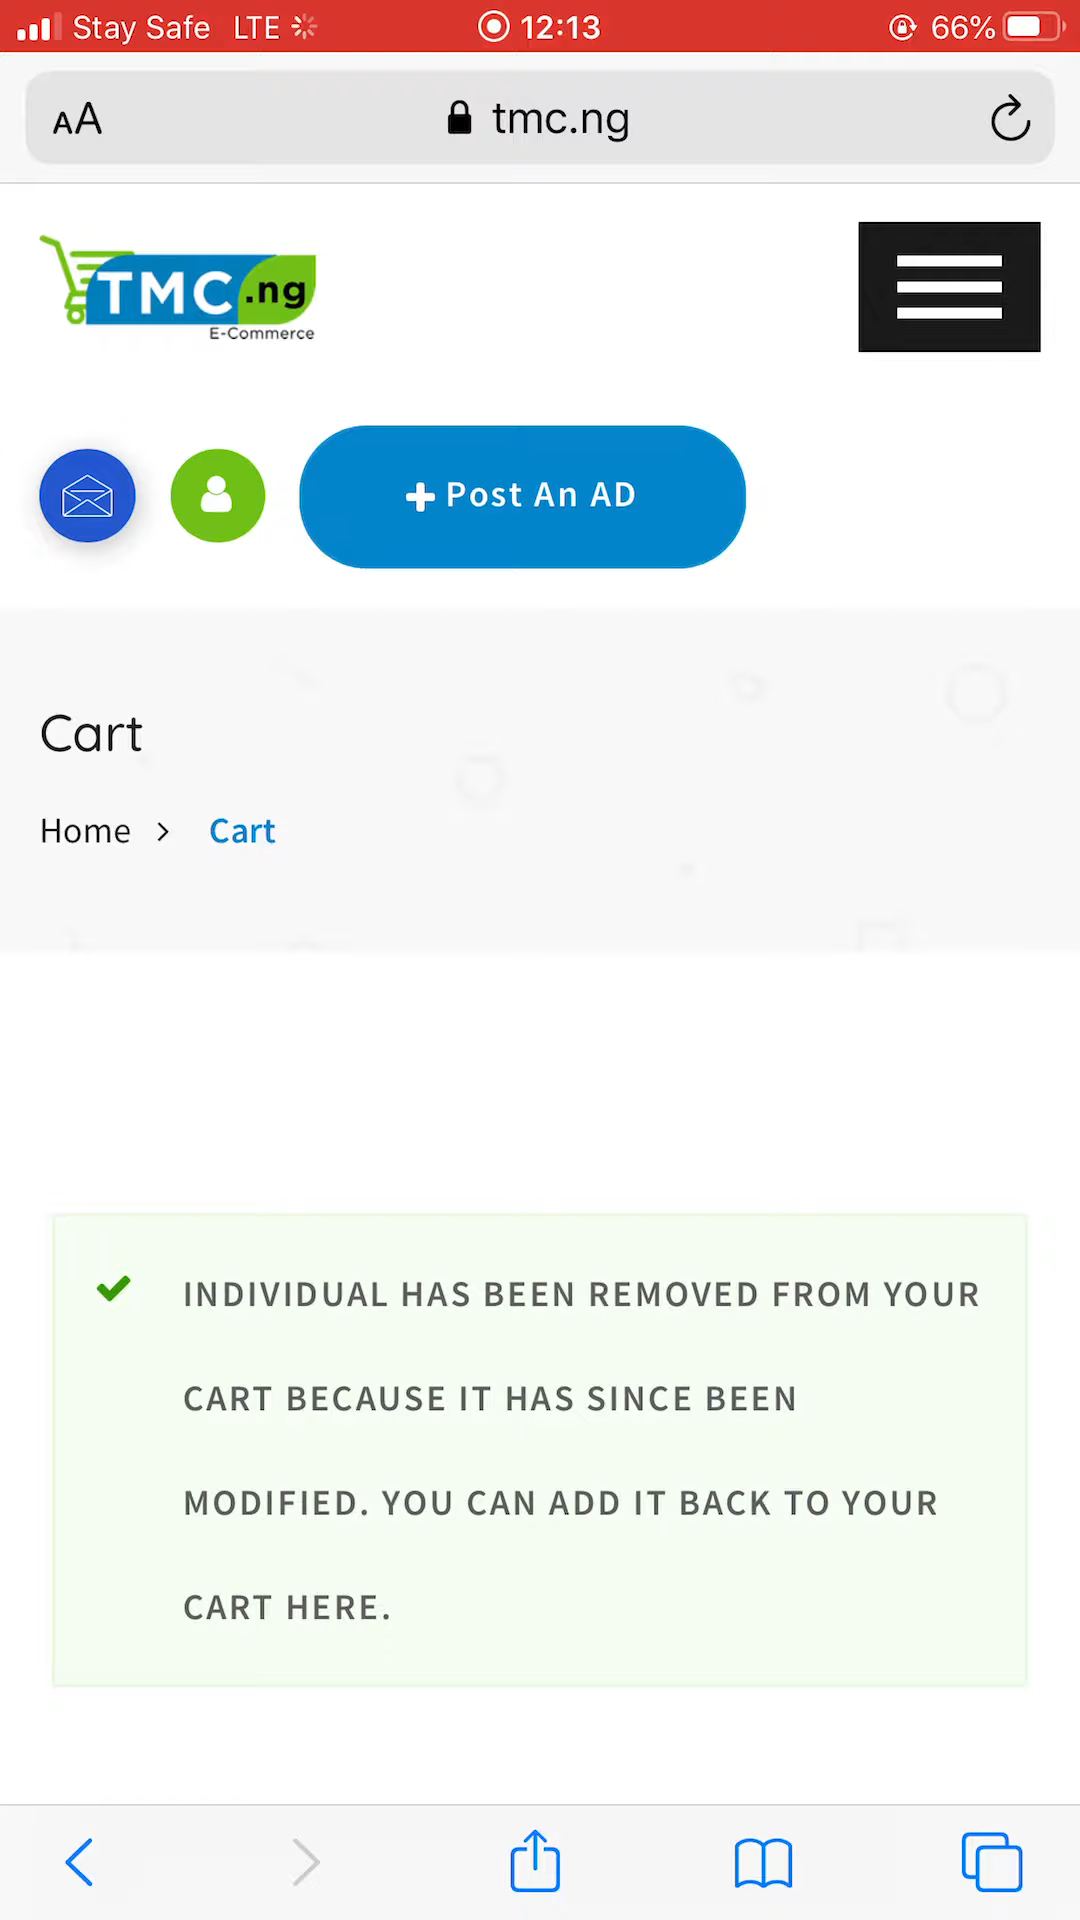 Stay Safe LTE 12:13 66%
AA tmc.ng
TMC.ng
E-Commerce
Post An AD
Cart
Home > Cart
INDIVIDUAL HAS BEEN REMOVED FROM YOUR
CART BECAUSE IT HAS SINCE BEEN
MODIFIED. YOU CAN ADD IT BACK TO YOUR
CART HERE.